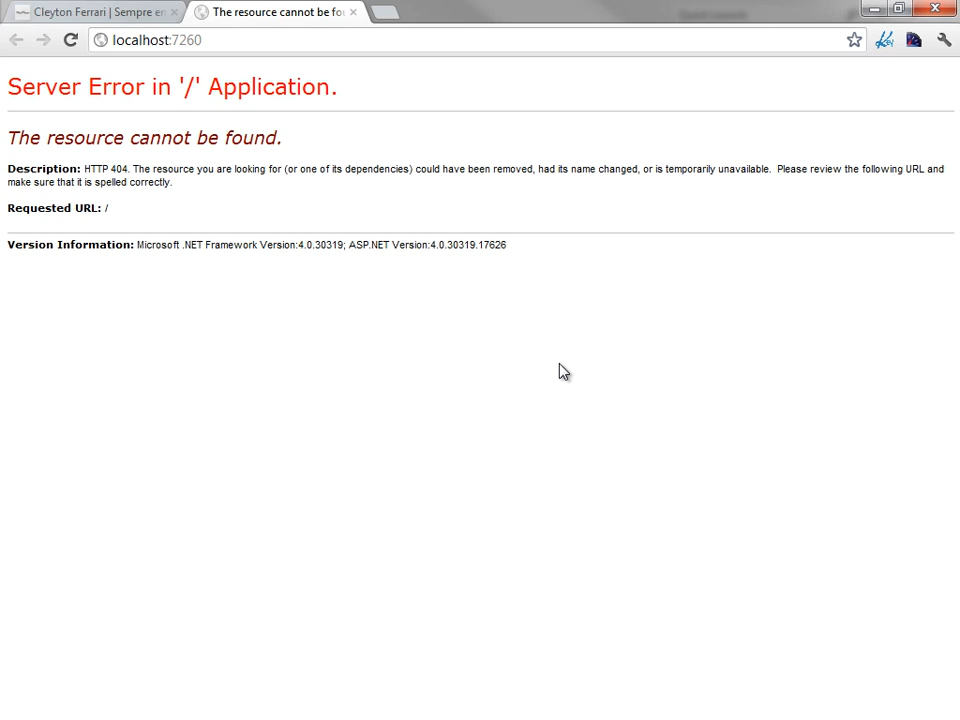 Cleyton Ferrari | Sempre en
The resource cannot be fou
localhost:7260
Server Error in '/' Application.
The resource cannot be found.
Description: HTTP 404. The resource you are looking for (or one of its dependencies) could have been removed, had its name changed, or is temporarily unavailable. Please review the following URL and
make sure that it is spelled correctly.
Requested URL: /
Version Information: Microsoft .NET Framework Version:4.0.30319; ASP.NET Version:4.0.30319.17626